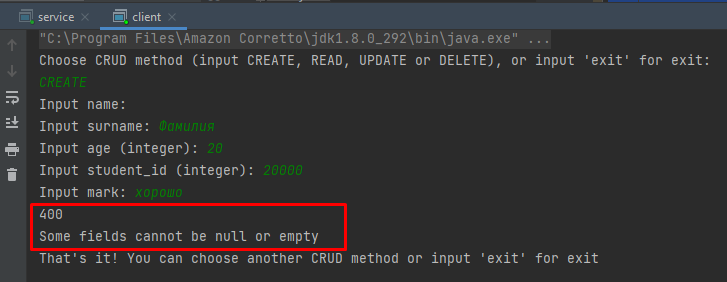 service client
"C:\Program Files\Amazon Corretto\jdk1.8.0_292\bin\java.exe" ...
Choose CRUD method (input CREATE, READ, UPDATE or DELETE), or input 'exit' for exit:
CREATE
Input name:
Input surname: Фамилия
Input age (integer): 20
Input student_id (integer): 20000
Input mark: хорошо
400
Some fields cannot be null or empty
That's it! You can choose another CRUD method or input 'exit' for exit